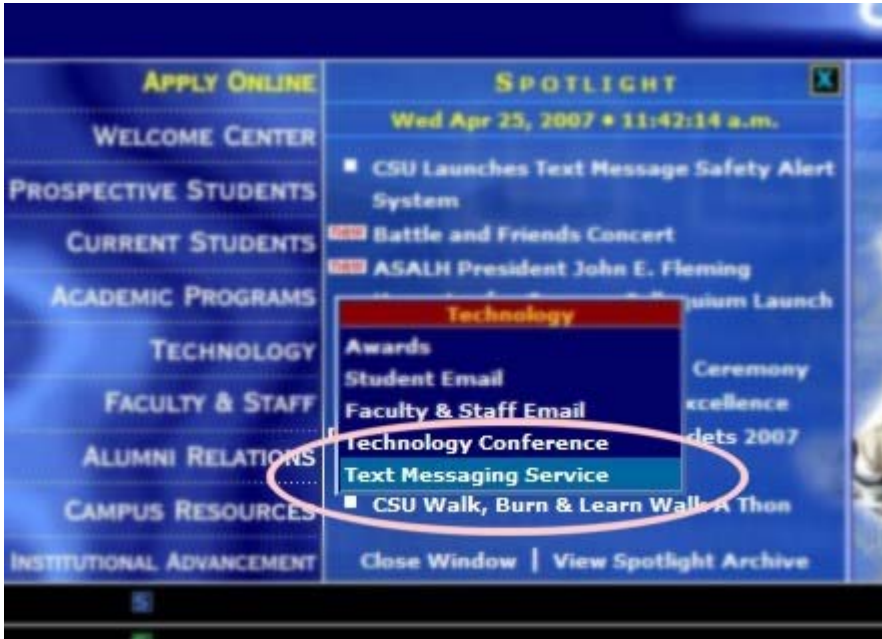 APPLY ONLINE
WELCOME CENTER
PROSPECTIVE STUDENTS
CURRENT STUDENTS
ACADEMIC PROGRAMS
TECHNOLOGY
FACULTY & STAFF
ALUMNI RELATIONS
CAMPUS RESOURCES
INSTITUTIONAL ADVANCEMENT
SPOTLIGHT
X
Wed Apr 25, 2007 • 11:42:14 a.m.
CSU Launches Text Message Safety Alert
System
new Battle and Friends Concert
new ASALH President John E. Fleming
Launch
Ceremony
2007
Technology
Awards
Student Email
Faculty & Staff Email
Technology Conference
Text Messaging Service
CSU Walk, Burn & Learn Walk A Thon
Close Window | View Spotlight Archive